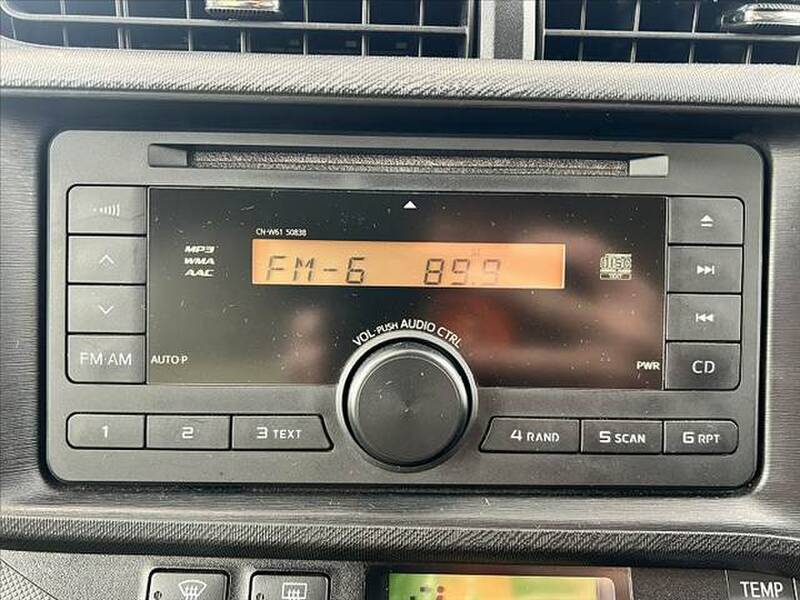 CN-W61 50838
MP3
WMA
AAC
FM-6 89.9
DISC
TEXT
VOL·PUSH AUDIO CTRL
FM·AM
AUTO·P
PWR
CD
1
2
3 TEXT
4 RAND
5 SCAN
6 RPT
TEMP